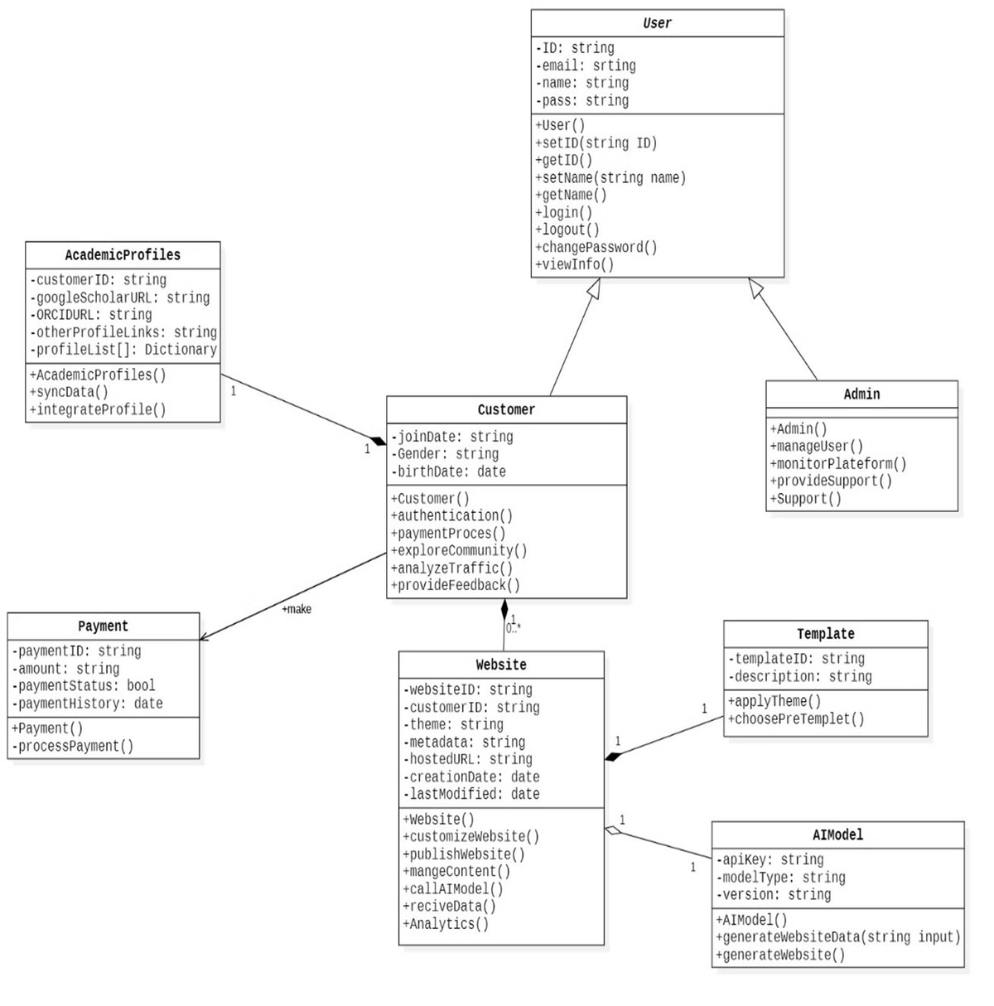 User
-ID: string
-email: srting
-name: string
-pass: string
+User()
+setID(string ID)
+getID()
+setName(string name)
+getName()
+login()
+logout()
+changePassword()
+viewInfo()
AcademicProfiles
-customerID: string
-googleScholarURL: string
-ORCIDURL: string
-otherProfileLinks: string
-profileList[]: Dictionary
+AcademicProfiles()
+syncData()
+integrateProfile()
1
1
Customer
-joinDate: string
-Gender: string
-birthDate: date
+Customer()
+authentication()
+paymentProces()
+exploreCommunity()
+analyzeTraffic()
+provideFeedback()
Admin
+Admin()
+manageUser()
+monitorPlateform()
+provideSupport()
+Support()
+make
1
0..*
Payment
-paymentID: string
-amount: string
-paymentStatus: bool
-paymentHistory: date
+Payment()
-processPayment()
Website
-websiteID: string
-customerID: string
-theme: string
-metadata: string
-hostedURL: string
-creationDate: date
-lastModified: date
+Website()
+customizeWebsite()
+publishWebsite()
+mangeContent()
+callAIModel()
+reciveData()
+Analytics()
Template
-templateID: string
-description: string
+applyTheme()
+choosePreTemplet()
1
1
1
1
AIModel
-apiKey: string
-modelType: string
-version: string
+AIModel()
+generateWebsiteData(string input)
+generateWebsite()